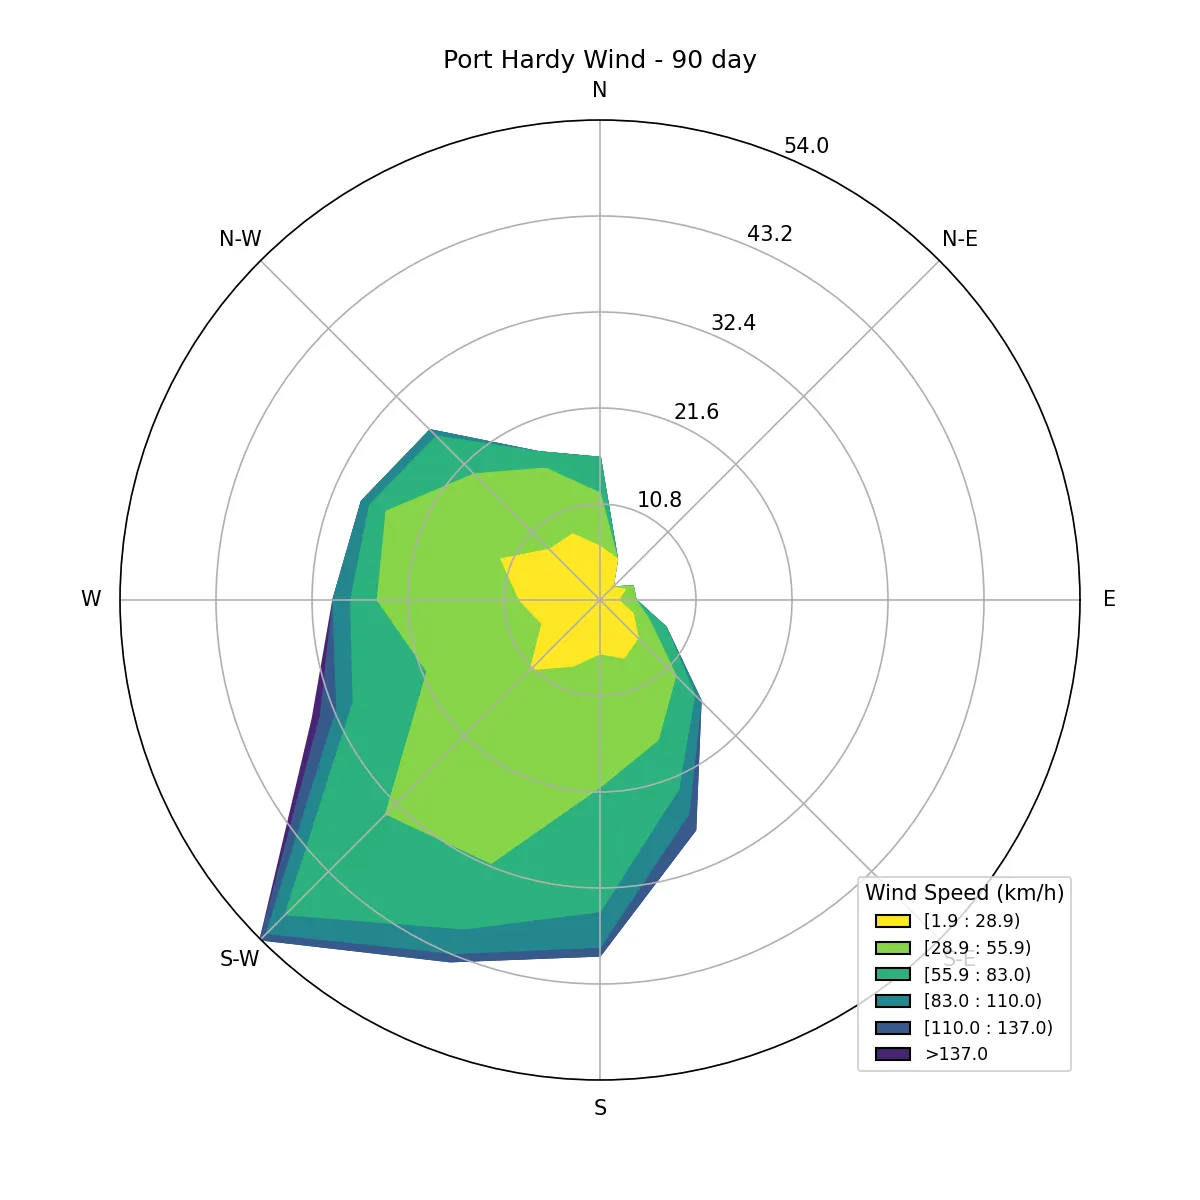 Port Hardy Wind - 90 day
N
54.0
N-W
43.2
N-E
32.4
21.6
10.8
W
E
S-W
S-E
Wind Speed (km/h)
[1.9 : 28.9)
[28.9 : 55.9)
[55.9 : 83.0)
[83.0 : 110.0)
[110.0 : 137.0)
>137.0
S